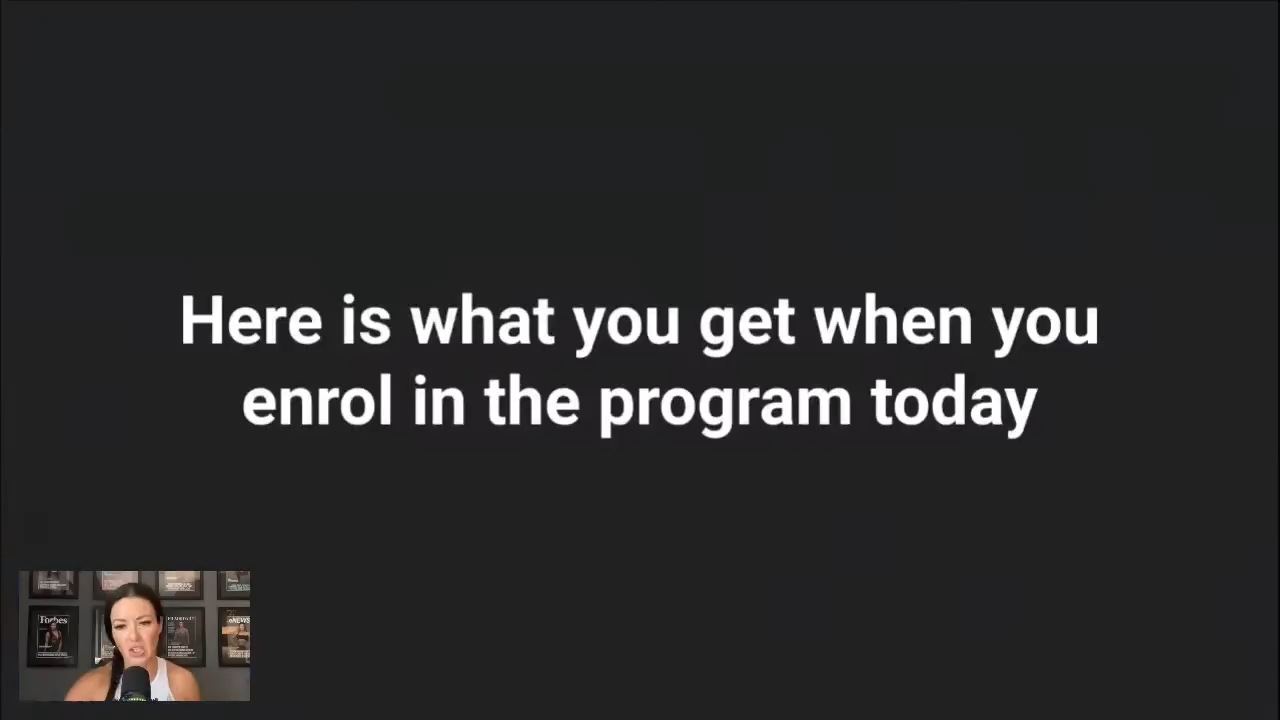 Here is what you get when you
enrol in the program today
Forbes